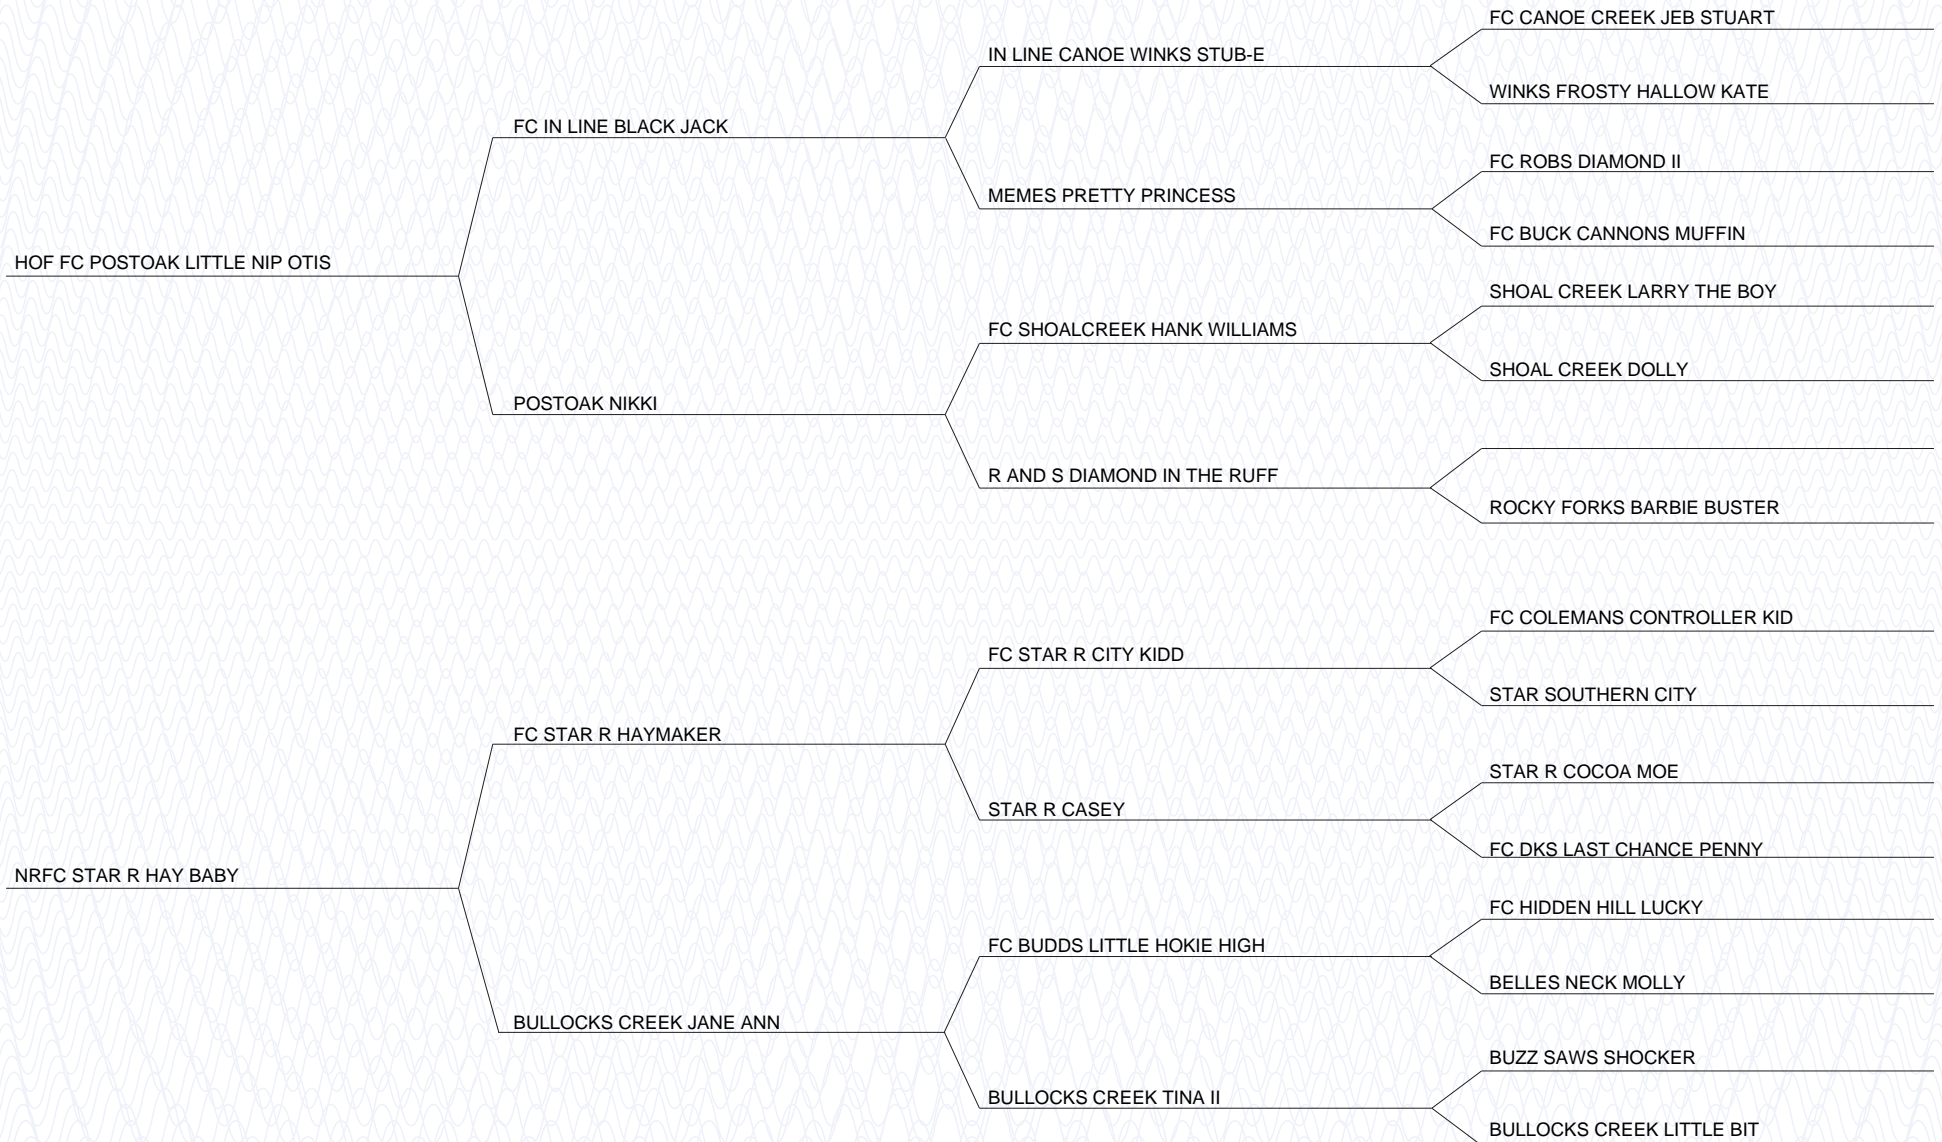 FC CANOE CREEK JEB STUART
IN LINE CANOE WINKS STUB-E
WINKS FROSTY HALLOW KATE
FC IN LINE BLACK JACK
FC ROBS DIAMOND II
MEMES PRETTY PRINCESS
FC BUCK CANNONS MUFFIN
HOF FC POSTOAK LITTLE NIP OTIS
SHOAL CREEK LARRY THE BOY
FC SHOALCREEK HANK WILLIAMS
SHOAL CREEK DOLLY
POSTOAK NIKKI
R AND S DIAMOND IN THE RUFF
ROCKY FORKS BARBIE BUSTER
FC COLEMANS CONTROLLER KID
FC STAR R CITY KIDD
STAR SOUTHERN CITY
FC STAR R HAYMAKER
STAR R COCOA MOE
STAR R CASEY
FC DKS LAST CHANCE PENNY
NRFC STAR R HAY BABY
FC HIDDEN HILL LUCKY
FC BUDDS LITTLE HOKIE HIGH
BELLES NECK MOLLY
BULLOCKS CREEK JANE ANN
BUZZ SAWS SHOCKER
BULLOCKS CREEK TINA II
BULLOCKS CREEK LITTLE BIT